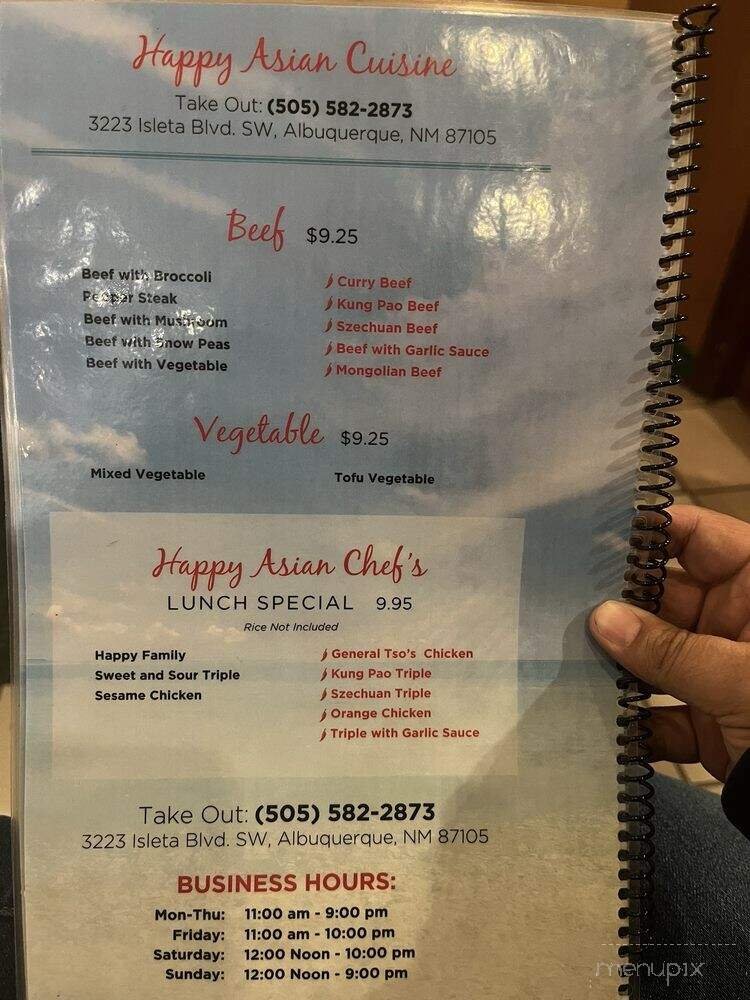 Happy Asian Cuisine
Take Out: (505) 582-2873
3223 Isleta Blvd. SW, Albuquerque, NM 87105
Beef $9.25
Beef with Broccoli
Pepper Steak
Beef with Mushroom
Beef with Snow Peas
Beef with Vegetable
Curry Beef
Kung Pao Beef
Szechuan Beef
Beef with Garlic Sauce
Mongolian Beef
Vegetable $9.25
Mixed Vegetable
Tofu Vegetable
Happy Asian Chef's
LUNCH SPECIAL 9.95
Rice Not Included
Happy Family
Sweet and Sour Triple
Sesame Chicken
General Tso's Chicken
Kung Pao Triple
Szechuan Triple
Orange Chicken
Triple with Garlic Sauce
Take Out: (505) 582-2873
3223 Isleta Blvd. SW, Albuquerque, NM 87105
BUSINESS HOURS:
Mon-Thu: 11:00 am - 9:00 pm
Friday: 11:00 am - 10:00 pm
Saturday: 12:00 Noon - 10:00 pm
Sunday: 12:00 Noon - 9:00 pm
menupix